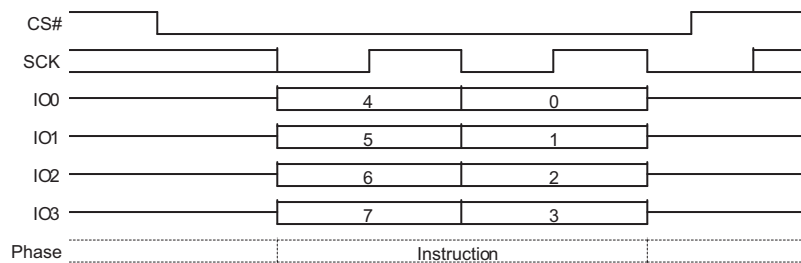 CS#
SCK
IO0 4 0
IO1 5 1
IO2 6 2
IO3 7 3
Phase Instruction